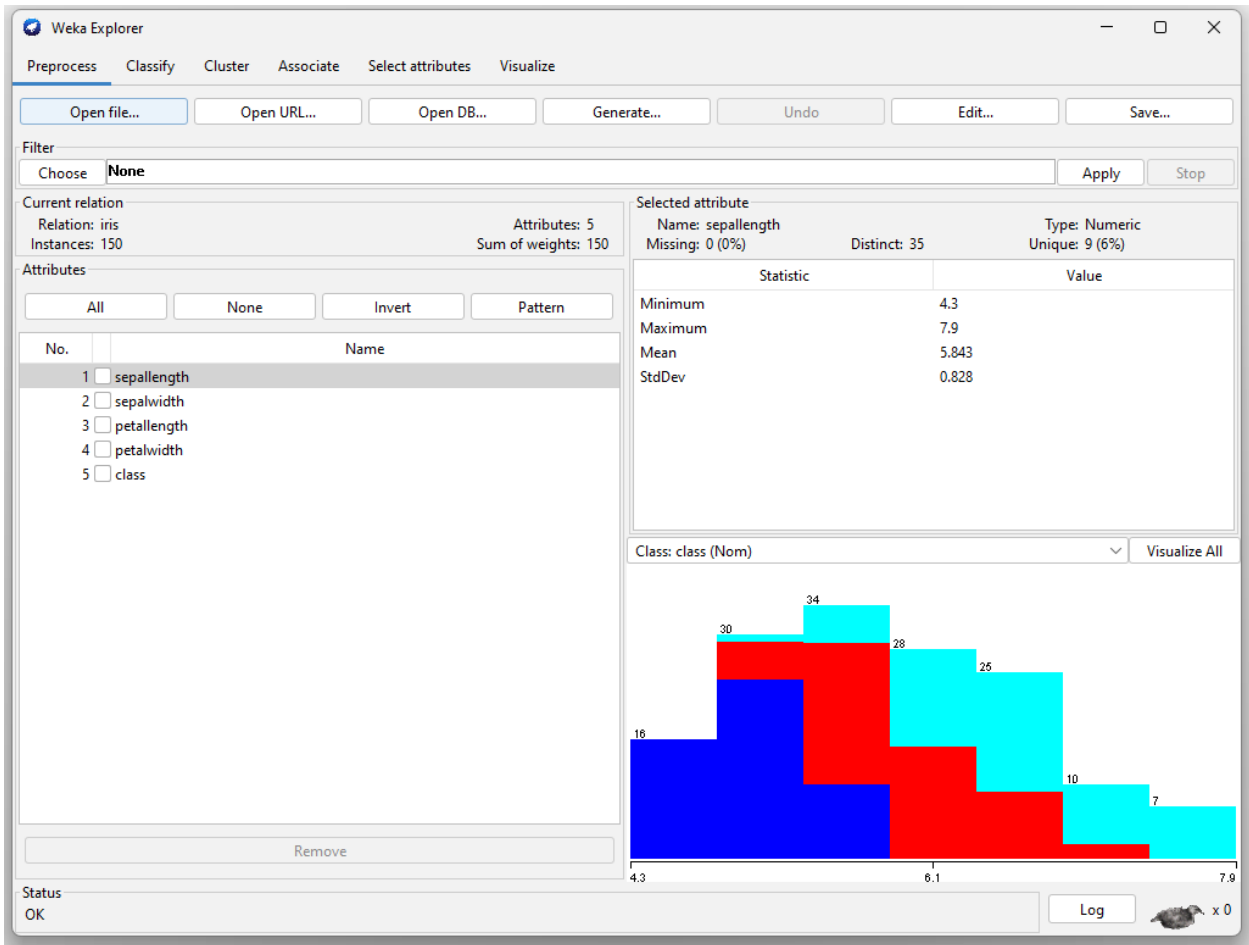 Weka Explorer
Preprocess Classify Cluster Associate Select attributes Visualize
Open file... Open URL... Open DB... Generate... Undo Edit... Save...
Filter
Choose None Apply Stop
Current relation
Relation: iris Attributes: 5
Instances: 150 Sum of weights: 150
Attributes
All None Invert Pattern
No. Name
1 sepallength
2 sepalwidth
3 petallength
4 petalwidth
5 class
Remove
Selected attribute
Name: sepallength Type: Numeric
Missing: 0 (0%) Distinct: 35 Unique: 9 (6%)
Statistic Value
Minimum 4.3
Maximum 7.9
Mean 5.843
StdDev 0.828
Class: class (Nom) Visualize All
16 30 34 28 25 10 7
4.3 6.1 7.9
Status
OK
Log x 0